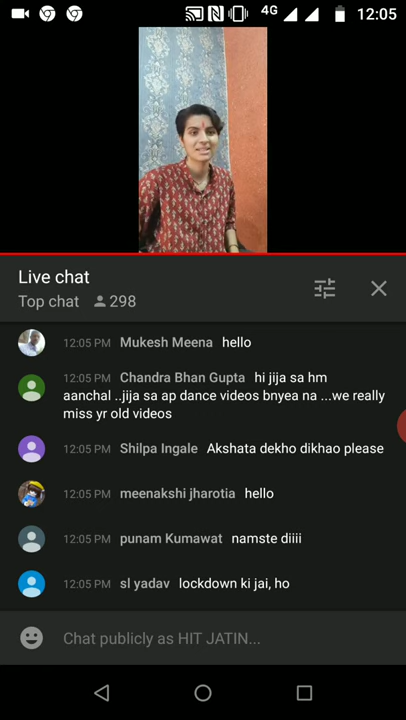 4G 12:05
Live chat
Top chat 298
12:05 PM Mukesh Meena hello
12:05 PM Chandra Bhan Gupta hi jija sa hm
aanchal ..jija sa ap dance videos bnyea na ...we really
miss yr old videos
12:05 PM Shilpa Ingale Akshata dekho dikhao please
12:05 PM meenakshi jharotia hello
12:05 PM punam Kumawat namste diiii
12:05 PM sl yadav lockdown ki jai, ho
Chat publicly as HIT JATIN...